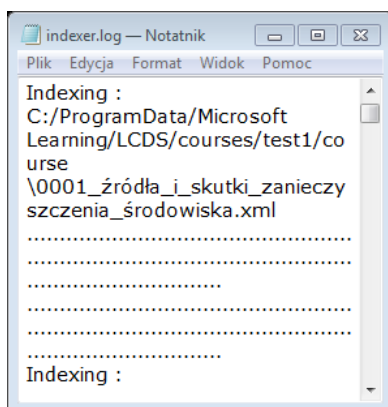 indexer.log — Notatnik
Plik Edycja Format Widok Pomoc
Indexing :
C:/ProgramData/Microsoft
Learning/LCDS/courses/test1/co
urse
\0001_źródła_i_skutki_zanieczy
szczenia_środowiska.xml
..................................................
..................................................
..............................
..................................................
..................................................
..............................
Indexing :